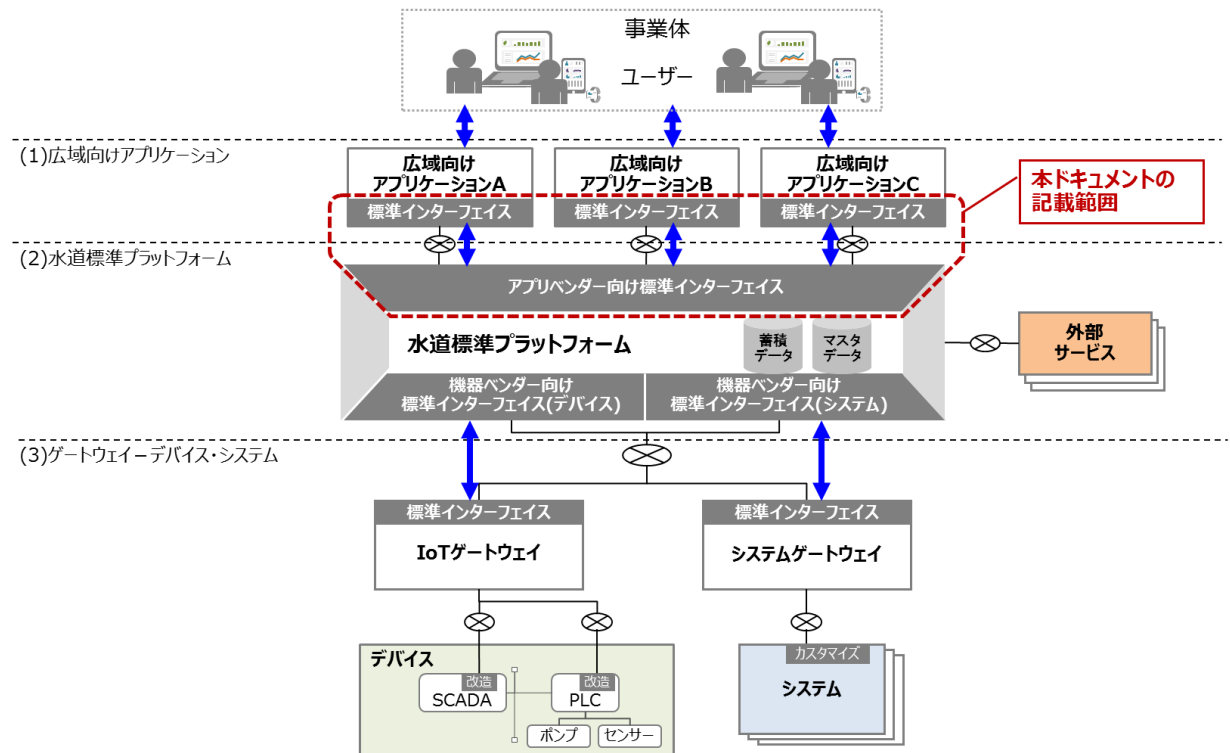 事業体
ユーザー
(1)広域向けアプリケーション
広域向け
アプリケーションA
標準インターフェイス
広域向け
アプリケーションB
標準インターフェイス
広域向け
アプリケーションC
標準インターフェイス
本ドキュメントの
記載範囲
(2)水道標準プラットフォーム
アプリベンダー向け標準インターフェイス
水道標準プラットフォーム
蓄積
データ
マスタ
データ
外部
サービス
機器ベンダー向け
標準インターフェイス(デバイス)
機器ベンダー向け
標準インターフェイス(システム)
(3)ゲートウェイ－デバイス・システム
標準インターフェイス
IoTゲートウェイ
標準インターフェイス
システムゲートウェイ
デバイス
改造
SCADA
改造
PLC
ポンプ
センサー
カスタマイズ
システム